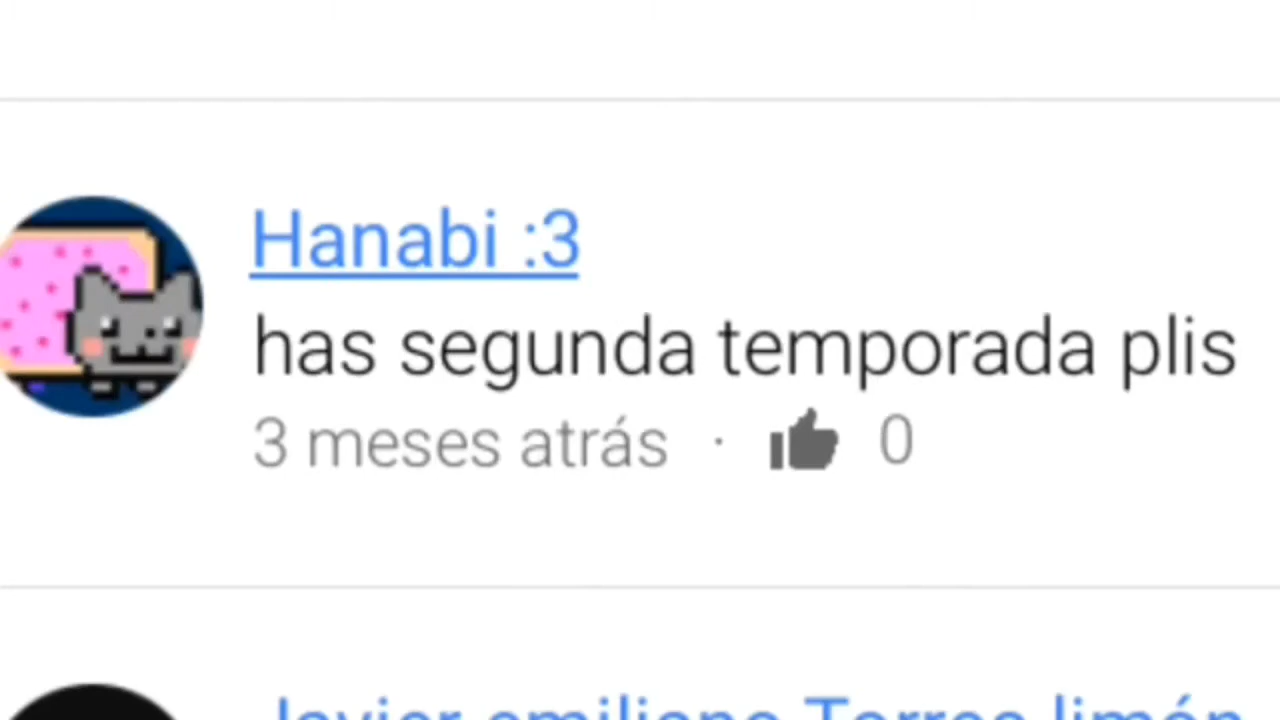 Hanabi :3
has segunda temporada plis
3 meses atrás · 0
Javier emiliano Torres limón